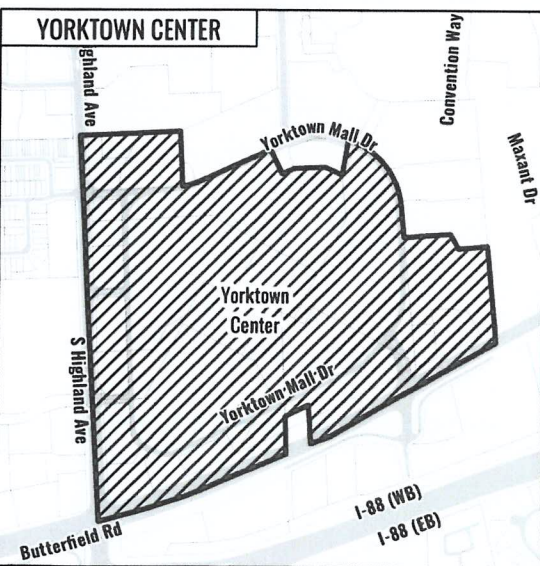 YORKTOWN CENTER
ghland Ave
Convention Way
Yorktown Mall Dr
Maxant Dr
Yorktown
Center
S Highland Ave
Yorktown Mall Dr
I-88 (WB)
I-88 (EB)
Butterfield Rd